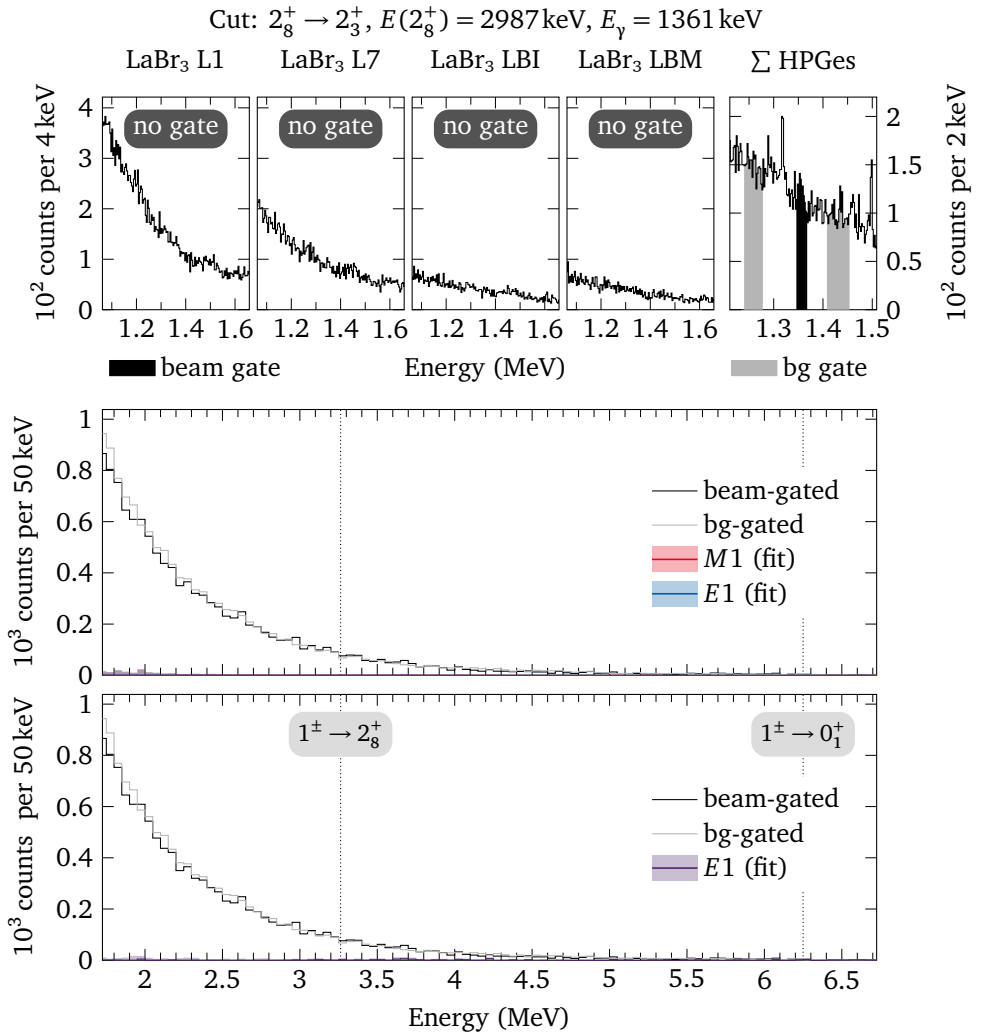 Cut: 2₈⁺ → 2₃⁺, E(2₈⁺) = 2987 keV, Eᵧ = 1361 keV
LaBr₃ L1 LaBr₃ L7 LaBr₃ LBI LaBr₃ LBM ∑ HPGes
no gate no gate no gate no gate
10² counts per 4 keV
4
3
2
1
0
2
1.5
1
0.5
0
10² counts per 2 keV
1.2 1.4 1.6 1.2 1.4 1.6 1.2 1.4 1.6 1.2 1.4 1.6 1.3 1.4 1.5
beam gate Energy (MeV) bg gate
10³ counts per 50 keV
1
0.8
0.6
0.4
0.2
0
beam-gated
bg-gated
M1 (fit)
E1 (fit)
10³ counts per 50 keV
1
0.8
0.6
0.4
0.2
0
1± → 2₈⁺ 1± → 0₁⁺
beam-gated
bg-gated
E1 (fit)
2 2.5 3 3.5 4 4.5 5 5.5 6 6.5
Energy (MeV)